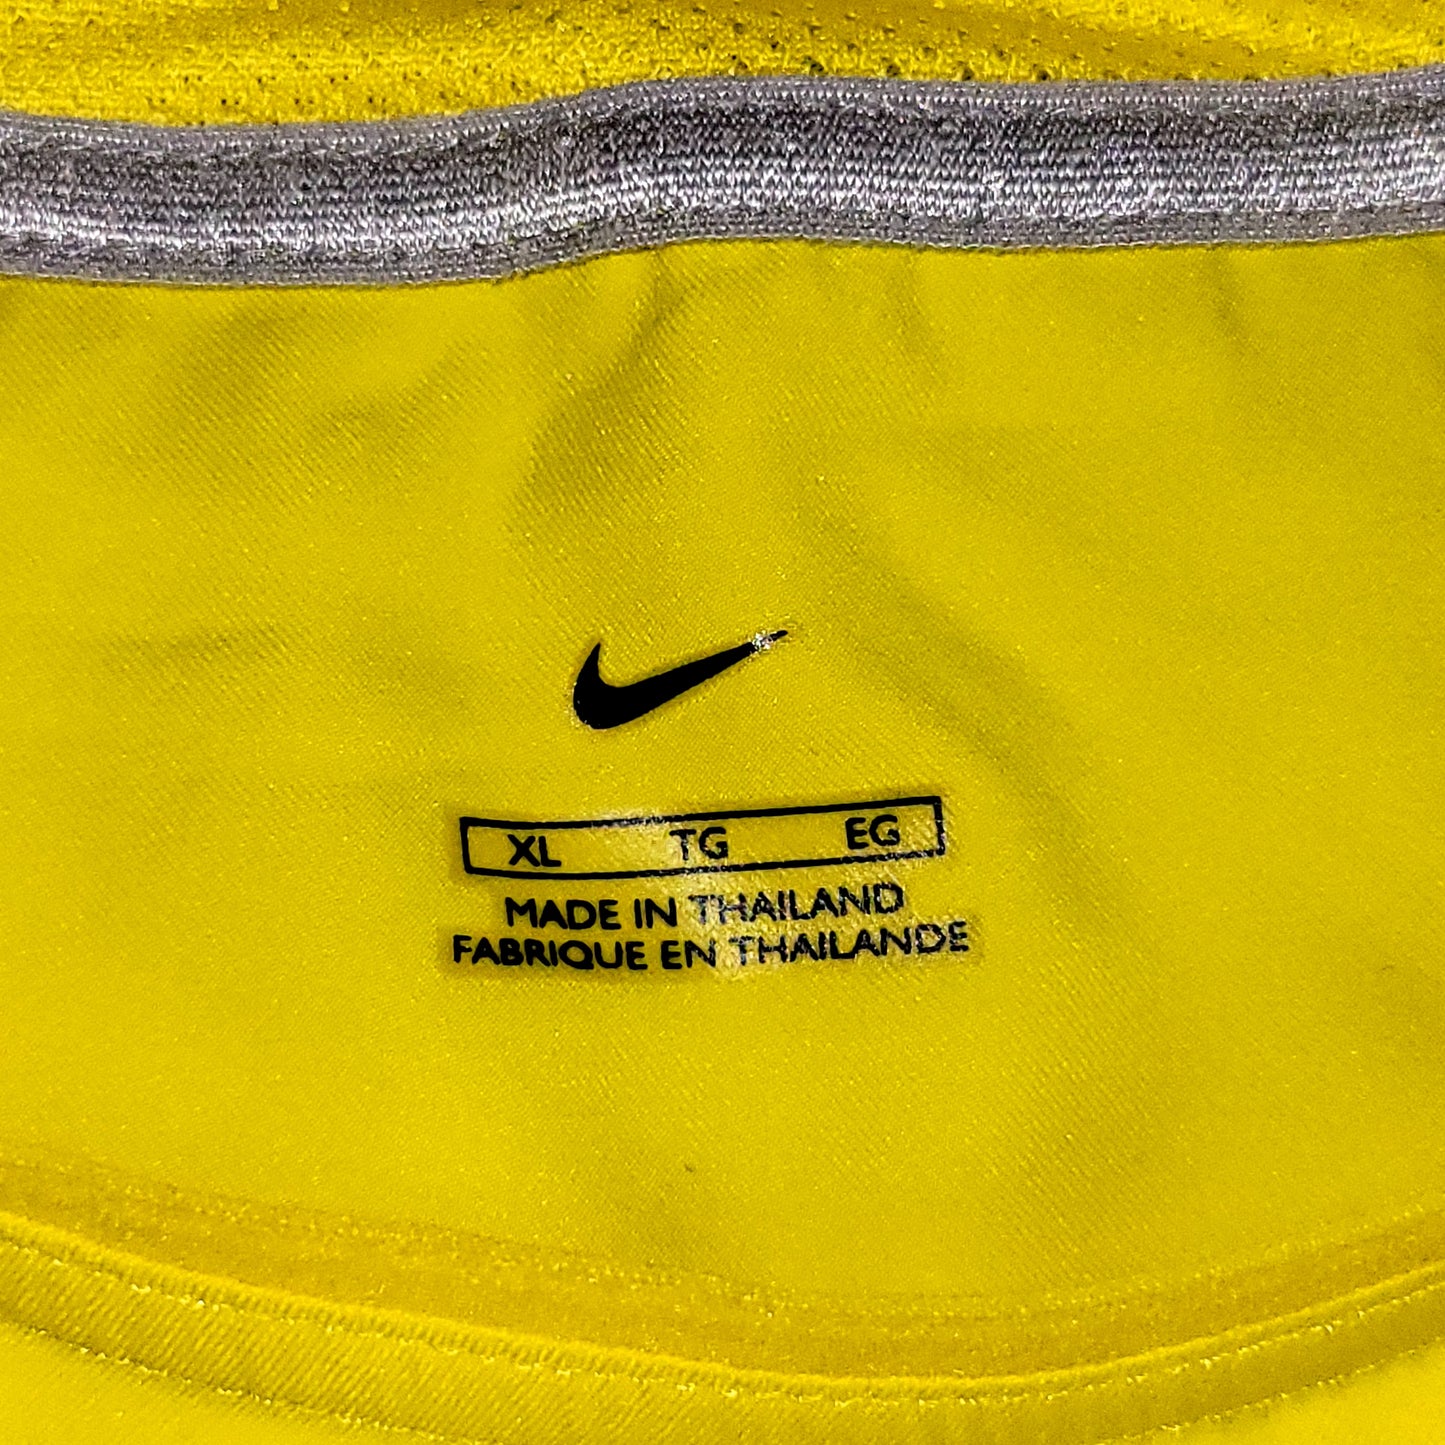 XL TG EG
MADE IN THAILAND
FABRIQUE EN THAILANDE